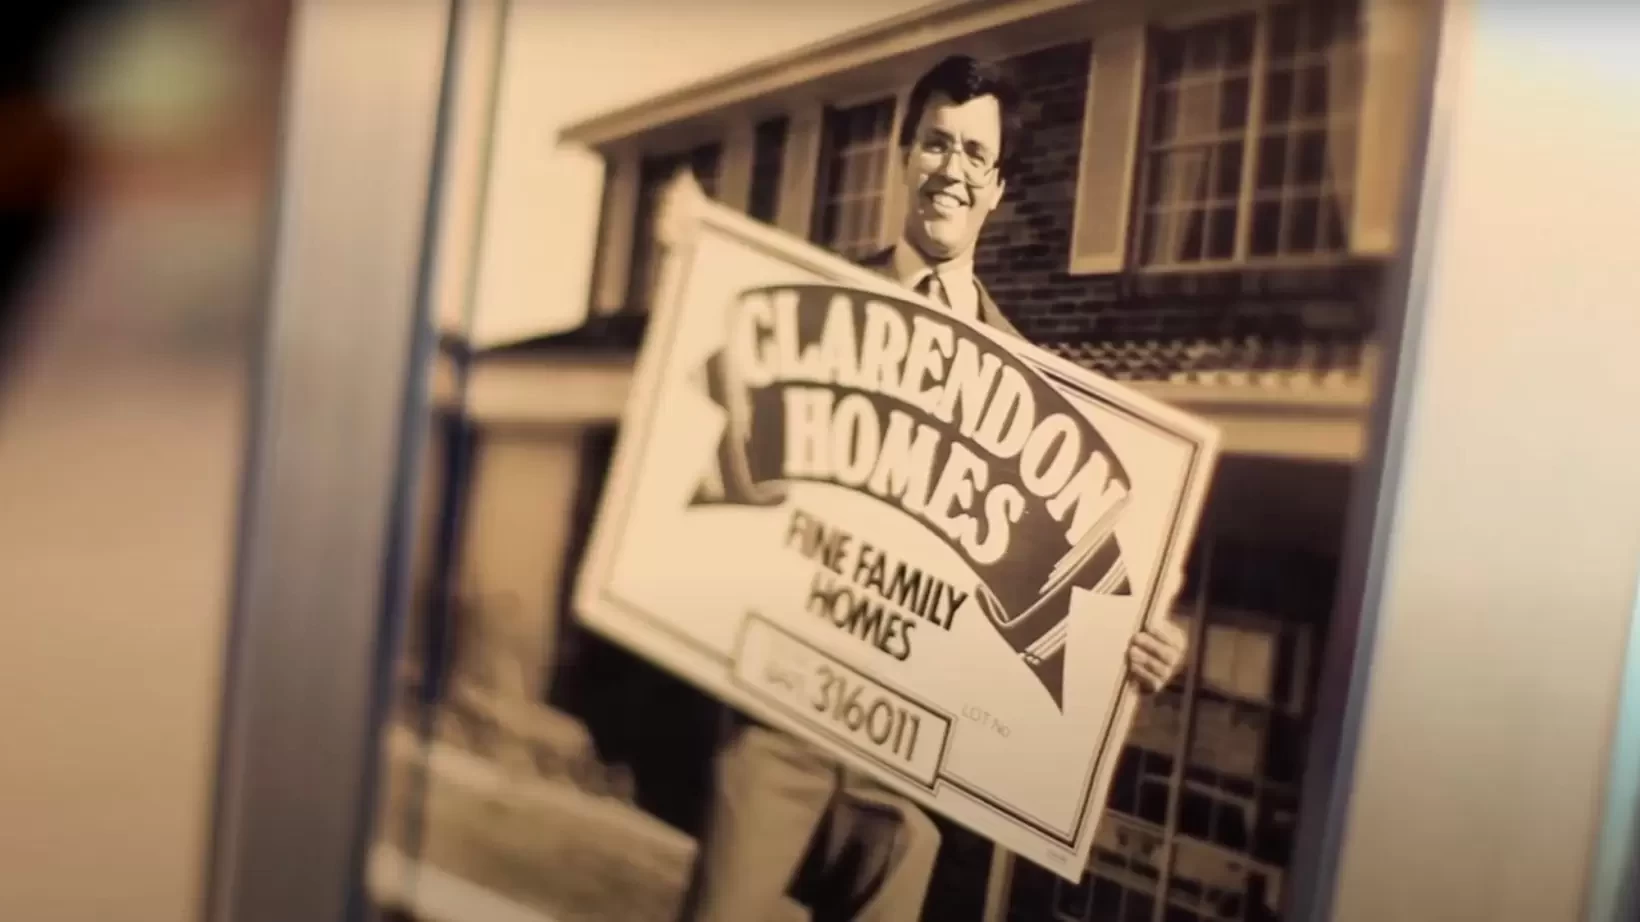 CLARENDON
HOMES
FINE FAMILY
HOMES
316011
LOT No